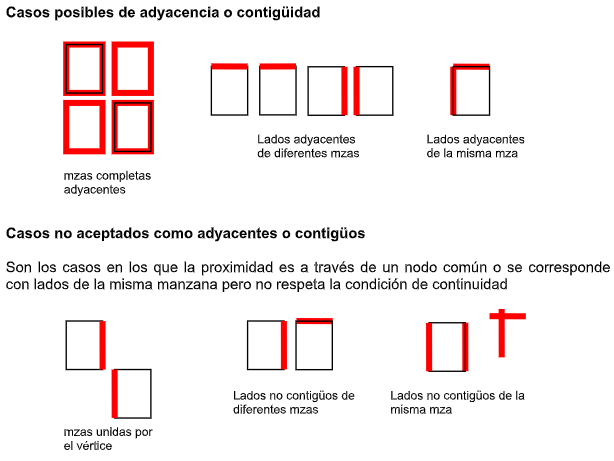 Casos posibles de adyacencia o contigüidad
mzas completas
adyacentes
Lados adyacentes
de diferentes mzas
Lados adyacentes
de la misma mza
Casos no aceptados como adyacentes o contigüos
Son los casos en los que la proximidad es a través de un nodo común o se corresponde
con lados de la misma manzana pero no respeta la condición de continuidad
mzas unidas por
el vértice
Lados no contigüos de
diferentes mzas
Lados no contigüos de la
misma mza